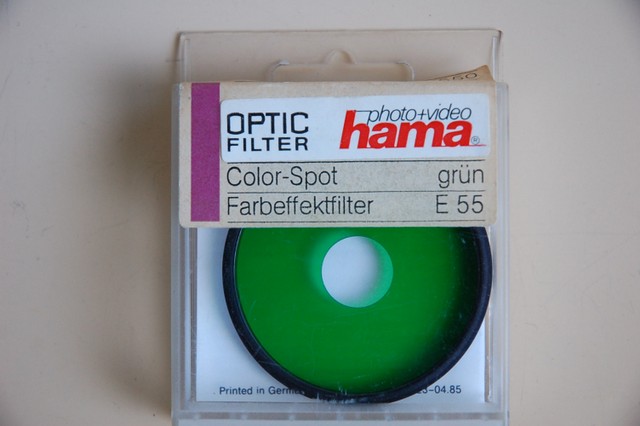 OPTIC
FILTER
photo+video
hama®
Color-Spot grün
Farbeffektfilter E 55
Printed in Germ
-04.85